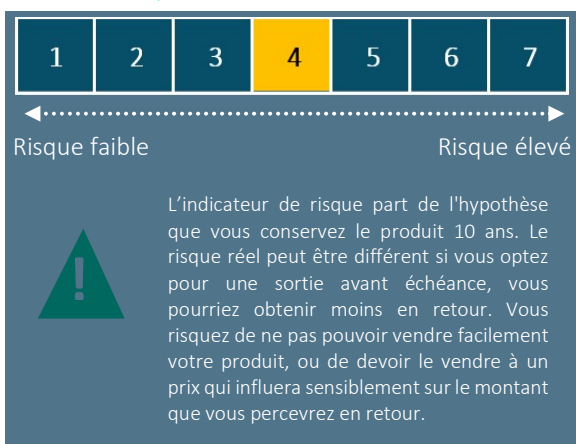 1 2 3 4 5 6 7
Risque faible Risque élevé
L’indicateur de risque part de l'hypothèse
que vous conservez le produit 10 ans. Le
risque réel peut être différent si vous optez
pour une sortie avant échéance, vous
pourriez obtenir moins en retour. Vous
risquez de ne pas pouvoir vendre facilement
votre produit, ou de devoir le vendre à un
prix qui influera sensiblement sur le montant
que vous percevrez en retour.
!